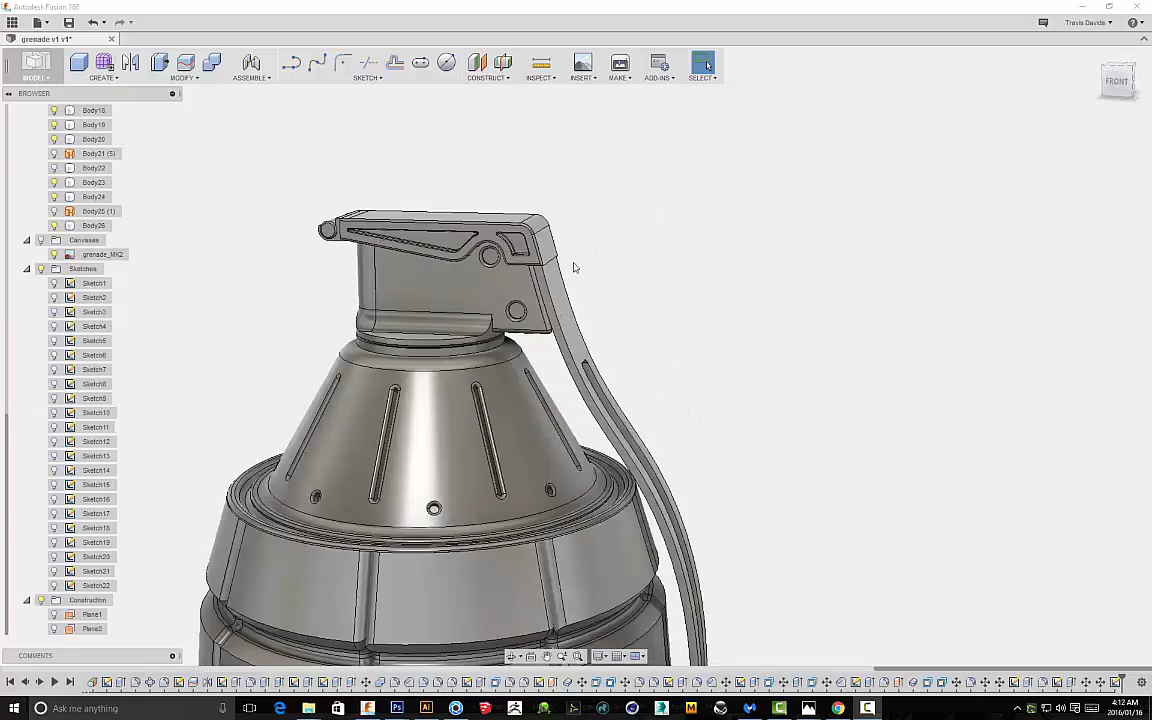 Autodesk Fusion 360
Travis Davids
grenade v1 v1*
MODEL
CREATE
MODIFY
ASSEMBLE
SKETCH
CONSTRUCT
INSPECT
INSERT
MAKE
ADD-INS
SELECT
BROWSER
FRONT
Body18
Body19
Body20
Body21 (5)
Body22
Body23
Body24
Body25 (1)
Body26
Canvases
grenade_MK2
Sketches
Sketch1
Sketch2
Sketch3
Sketch4
Sketch5
Sketch6
Sketch7
Sketch8
Sketch9
Sketch10
Sketch11
Sketch12
Sketch13
Sketch14
Sketch15
Sketch16
Sketch17
Sketch18
Sketch19
Sketch20
Sketch21
Sketch22
Construction
Plane1
Plane2
COMMENTS
Ask me anything
4:12 AM
2016/01/16